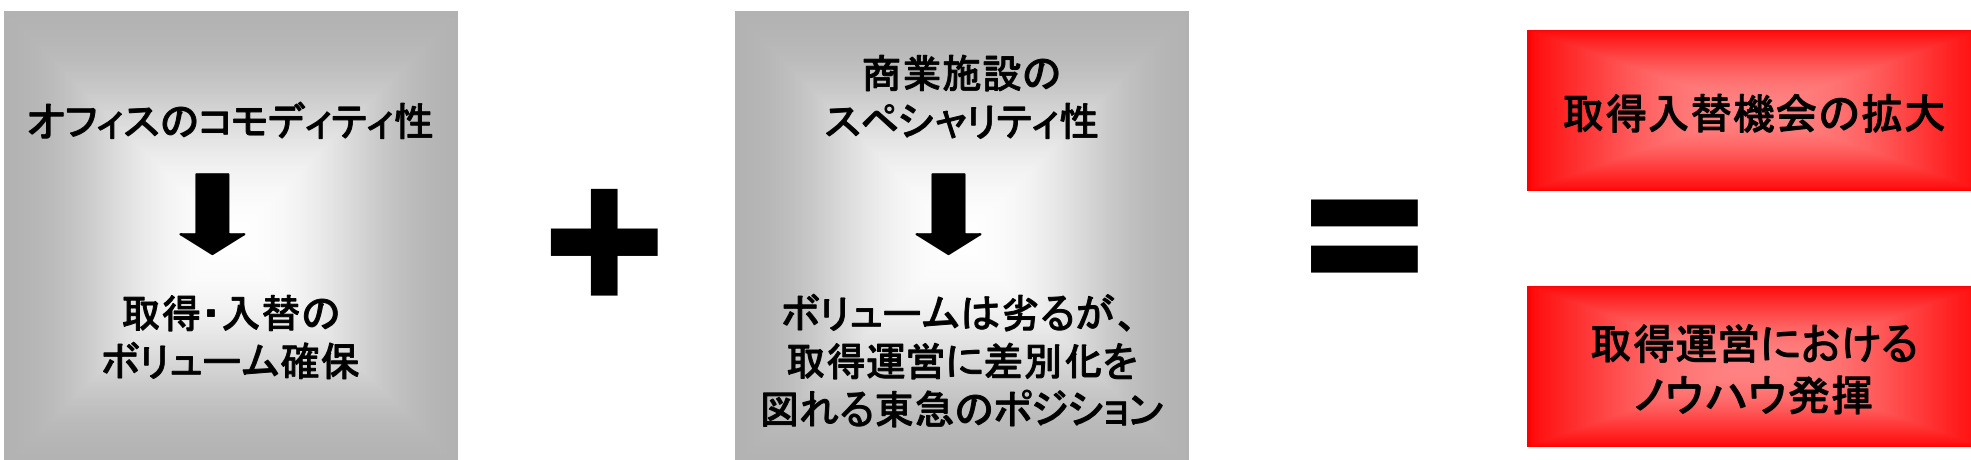 オフィスのコモディティ性
取得・入替の
ボリューム確保
+
商業施設の
スペシャリティ性
ボリュームは劣るが、
取得運営に差別化を
図れる東急のポジション
=
取得入替機会の拡大
取得運営における
ノウハウ発揮